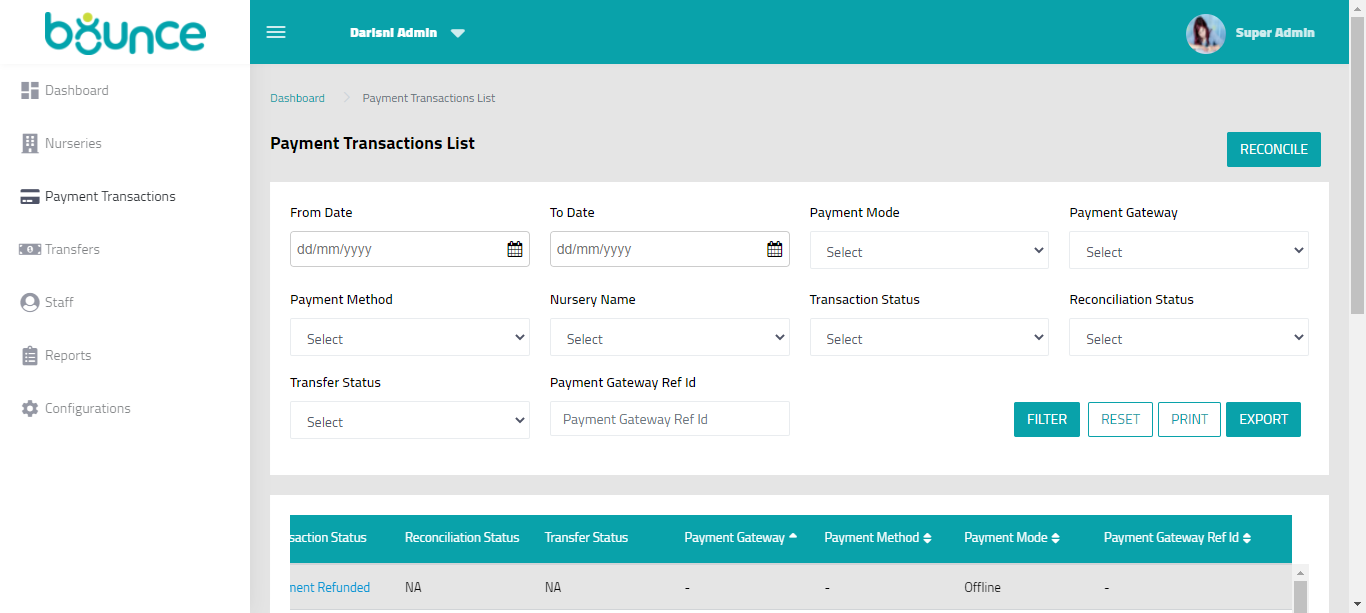 bounce
Darisni Admin
Super Admin
Dashboard
Nurseries
Payment Transactions
Transfers
Staff
Reports
Configurations
Dashboard Payment Transactions List
Payment Transactions List
RECONCILE
From Date To Date Payment Mode Payment Gateway
dd/mm/yyyy dd/mm/yyyy Select Select
Payment Method Nursery Name Transaction Status Reconciliation Status
Select Select Select Select
Transfer Status Payment Gateway Ref Id
Select Payment Gateway Ref Id FILTER RESET PRINT EXPORT
saction Status Reconciliation Status Transfer Status Payment Gateway Payment Method Payment Mode Payment Gateway Ref Id
ment Refunded NA NA - - Offline -